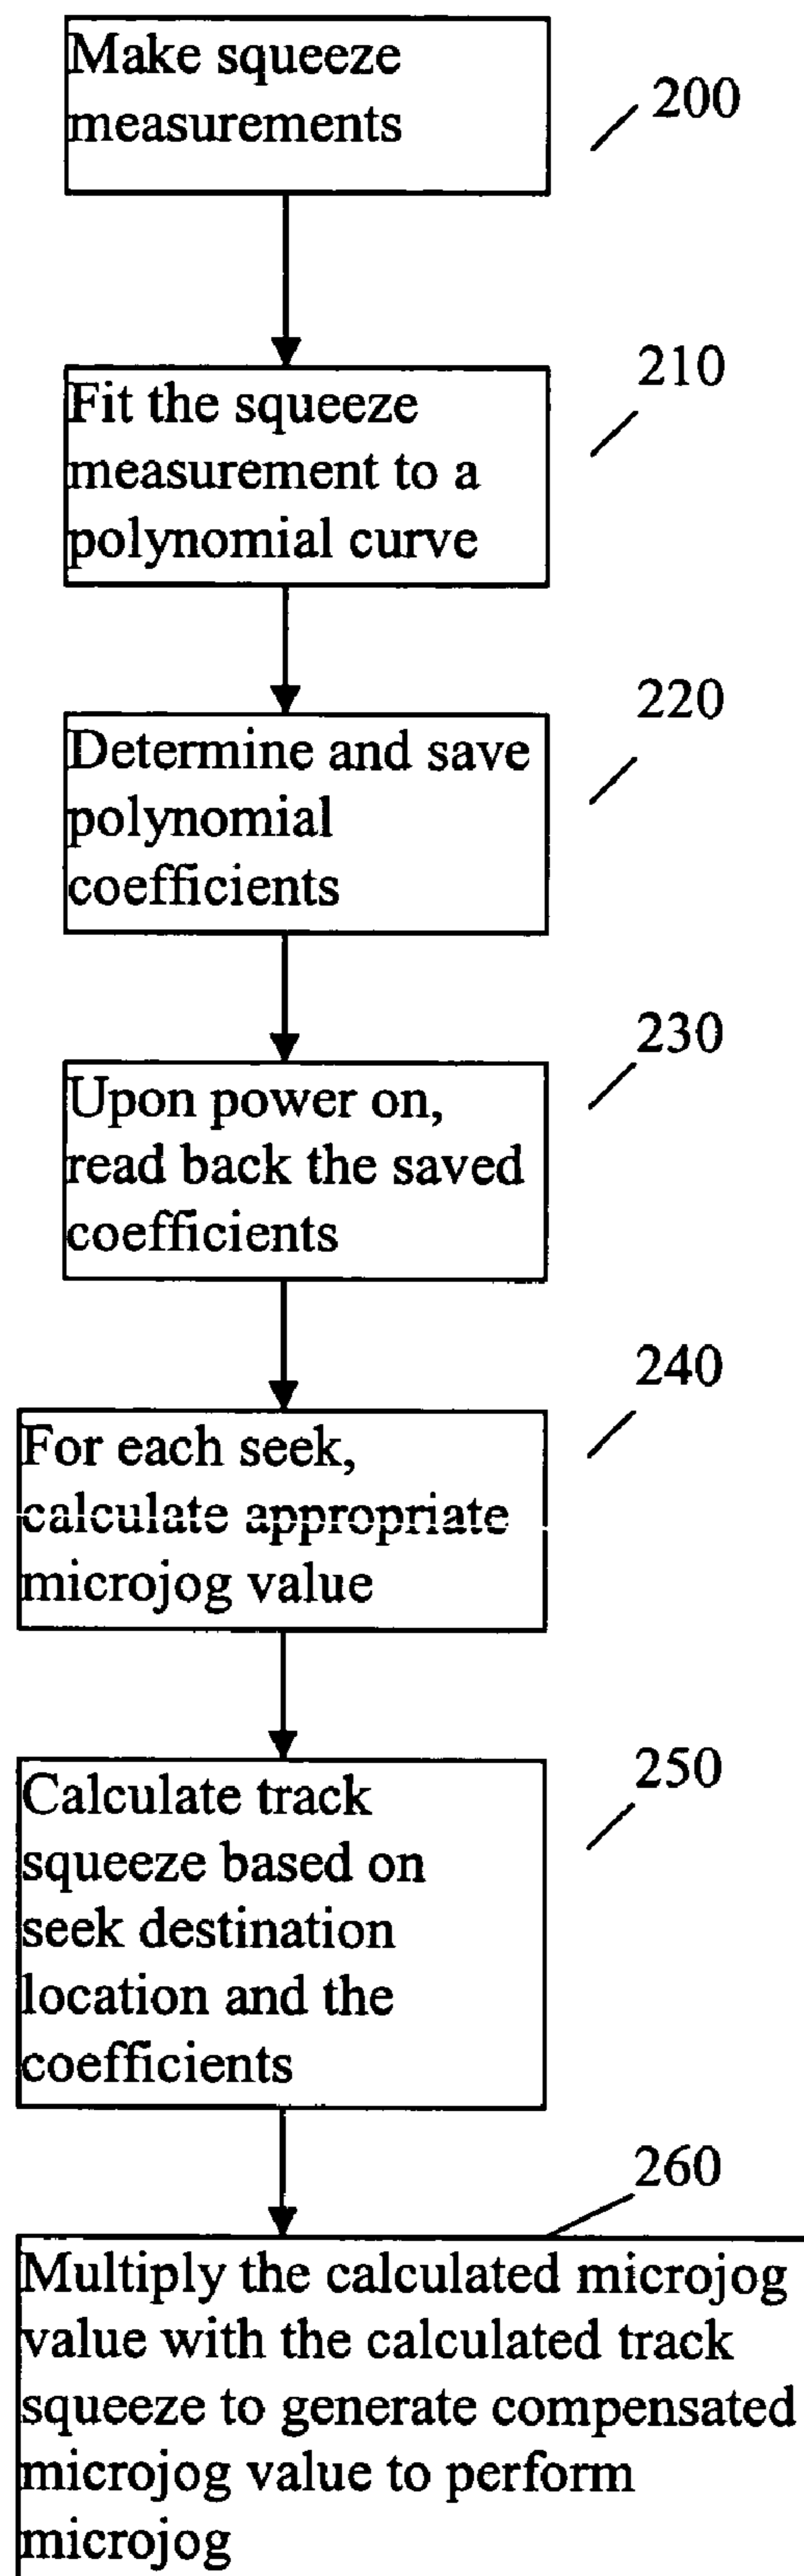 Make squeeze
measurements
200
Fit the squeeze
measurement to a
polynomial curve
210
Determine and save
polynomial
coefficients
220
Upon power on,
read back the saved
coefficients
230
For each seek,
calculate appropriate
microjog value
240
Calculate track
squeeze based on
seek destination
location and the
coefficients
250
260
Multiply the calculated microjog
value with the calculated track
squeeze to generate compensated
microjog value to perform
microjog